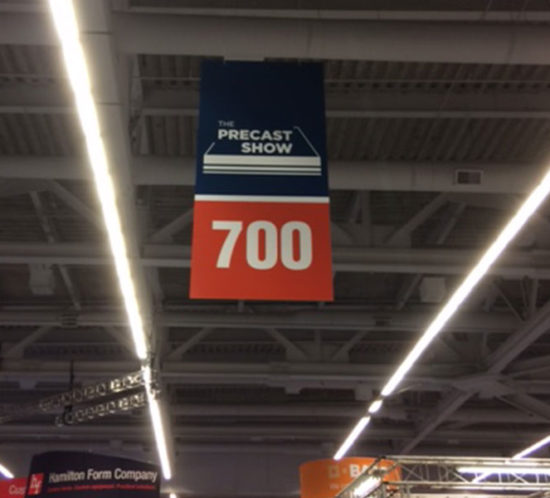 THE
PRECAST
SHOW
700
Hamilton Form Company